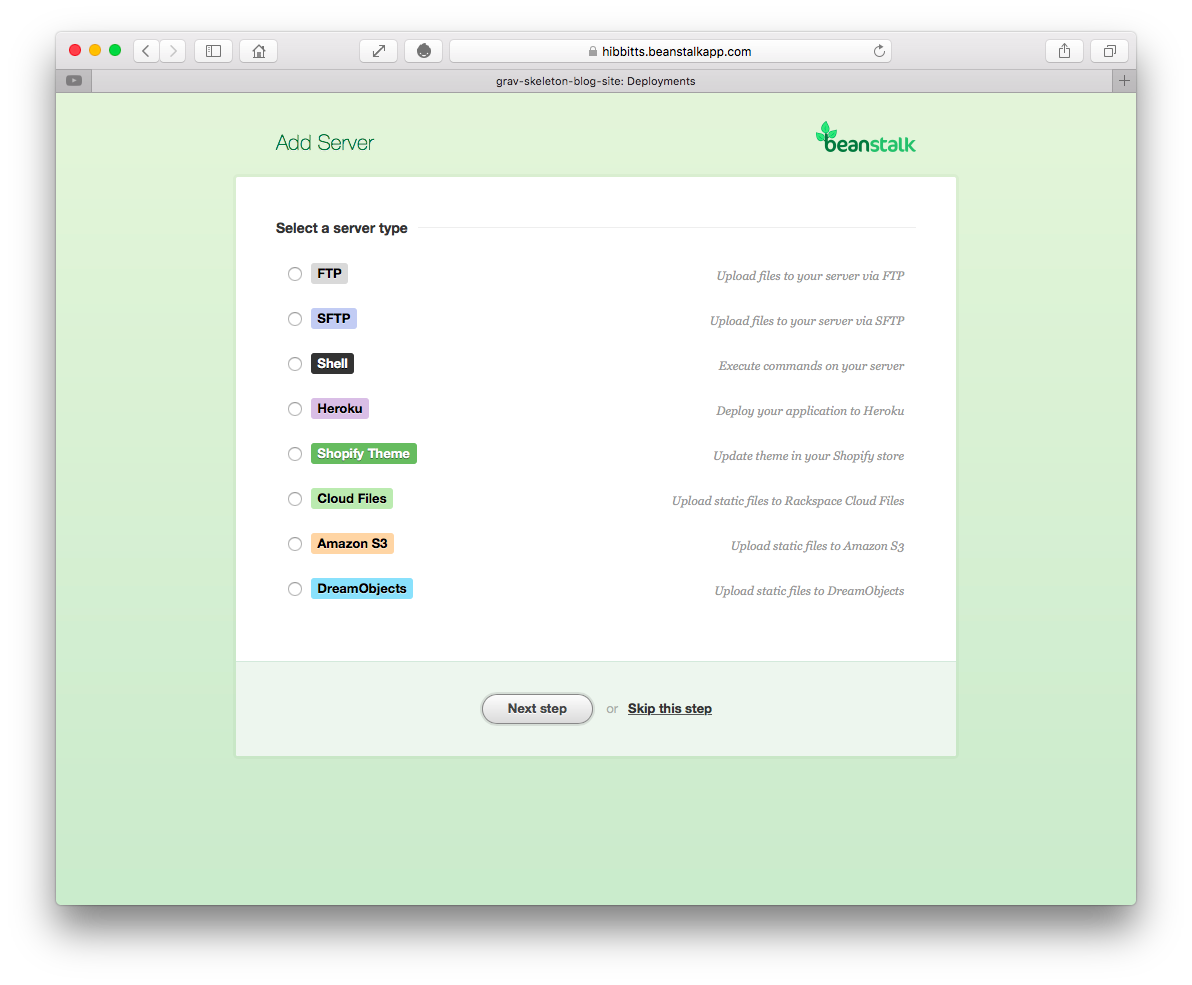 hibbitts.beanstalkapp.com
grav-skeleton-blog-site: Deployments
Add Server
beanstalk
Select a server type
FTP Upload files to your server via FTP
SFTP Upload files to your server via SFTP
Shell Execute commands on your server
Heroku Deploy your application to Heroku
Shopify Theme Update theme in your Shopify store
Cloud Files Upload static files to Rackspace Cloud Files
Amazon S3 Upload static files to Amazon S3
DreamObjects Upload static files to DreamObjects
Next step or Skip this step